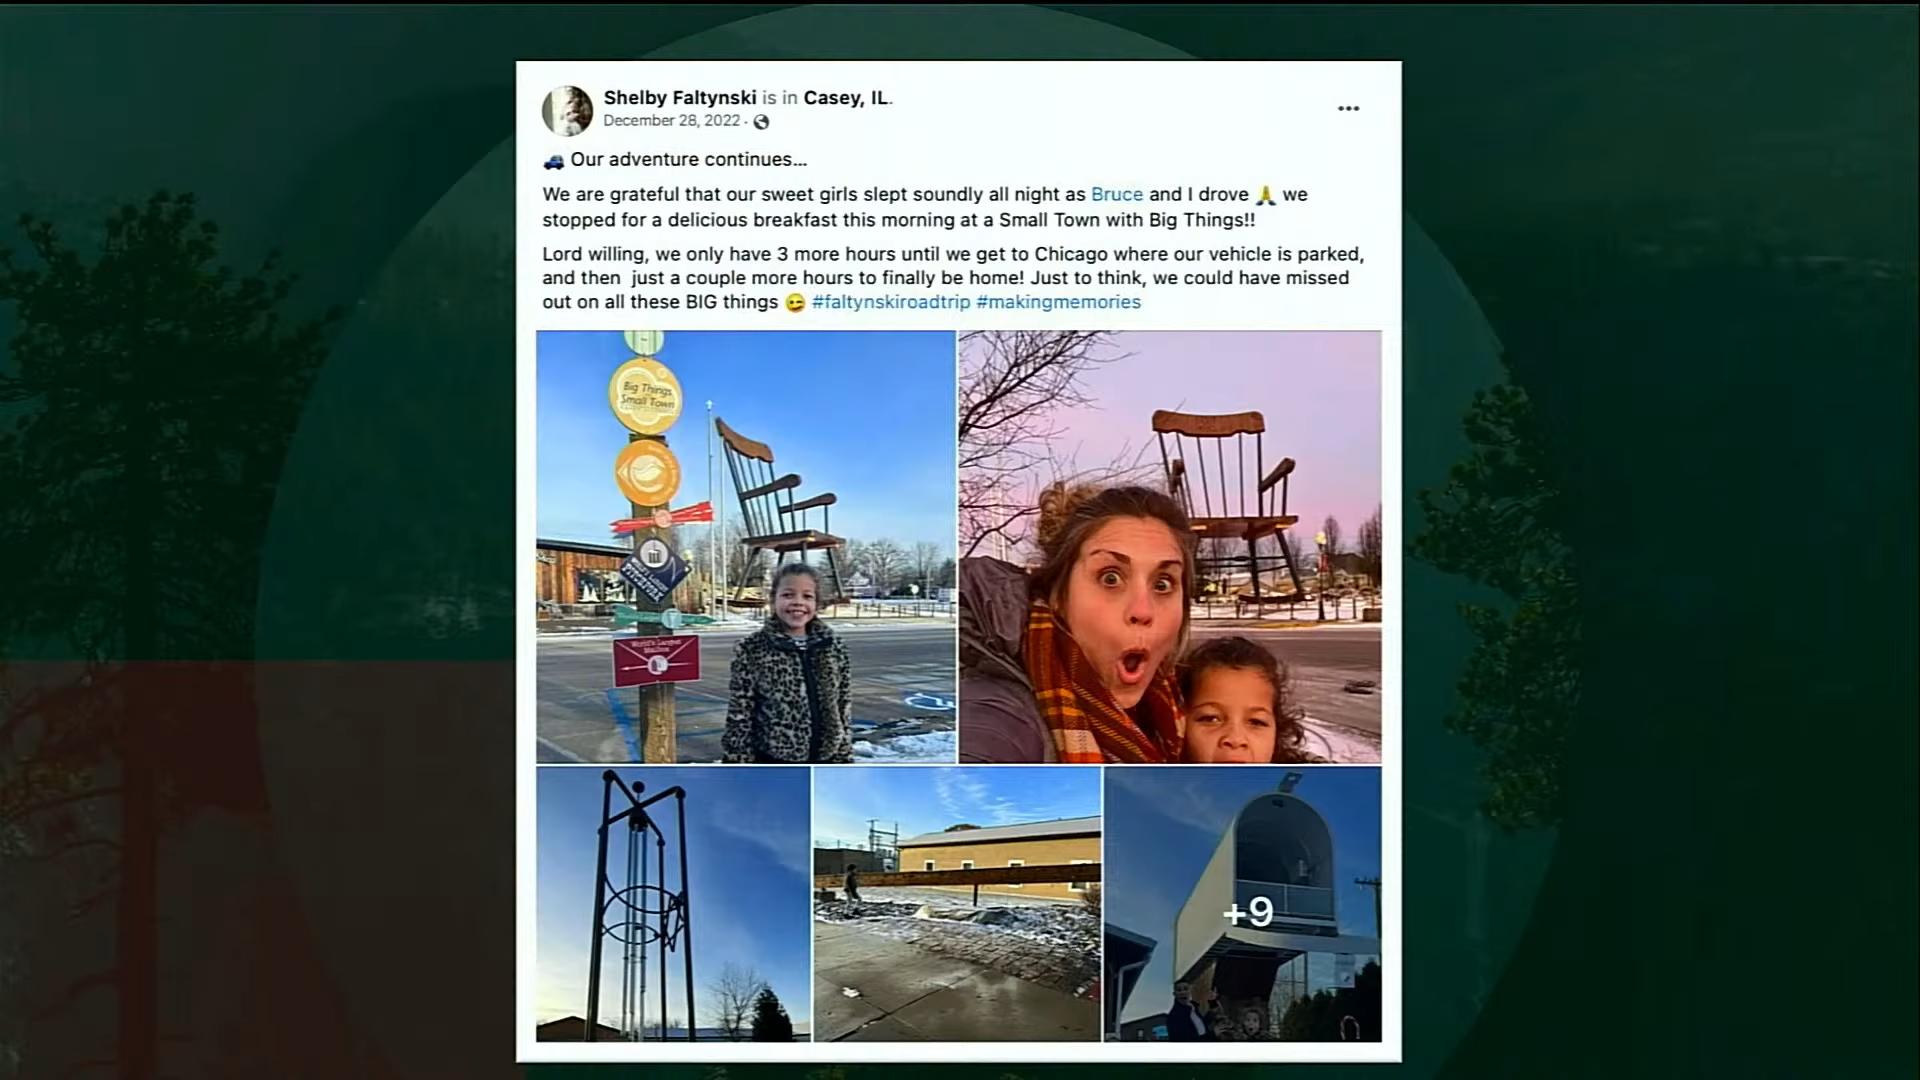 Shelby Faltynski is in Casey, IL.
December 28, 2022 ·
🚙 Our adventure continues...
We are grateful that our sweet girls slept soundly all night as Bruce and I drove 🙏 we
stopped for a delicious breakfast this morning at a Small Town with Big Things!!
Lord willing, we only have 3 more hours until we get to Chicago where our vehicle is parked,
and then just a couple more hours to finally be home! Just to think, we could have missed
out on all these BIG things 😉 #faltynskiroadtrip #makingmemories
Big Things
Small Town
World's Largest
Mailbox
+9